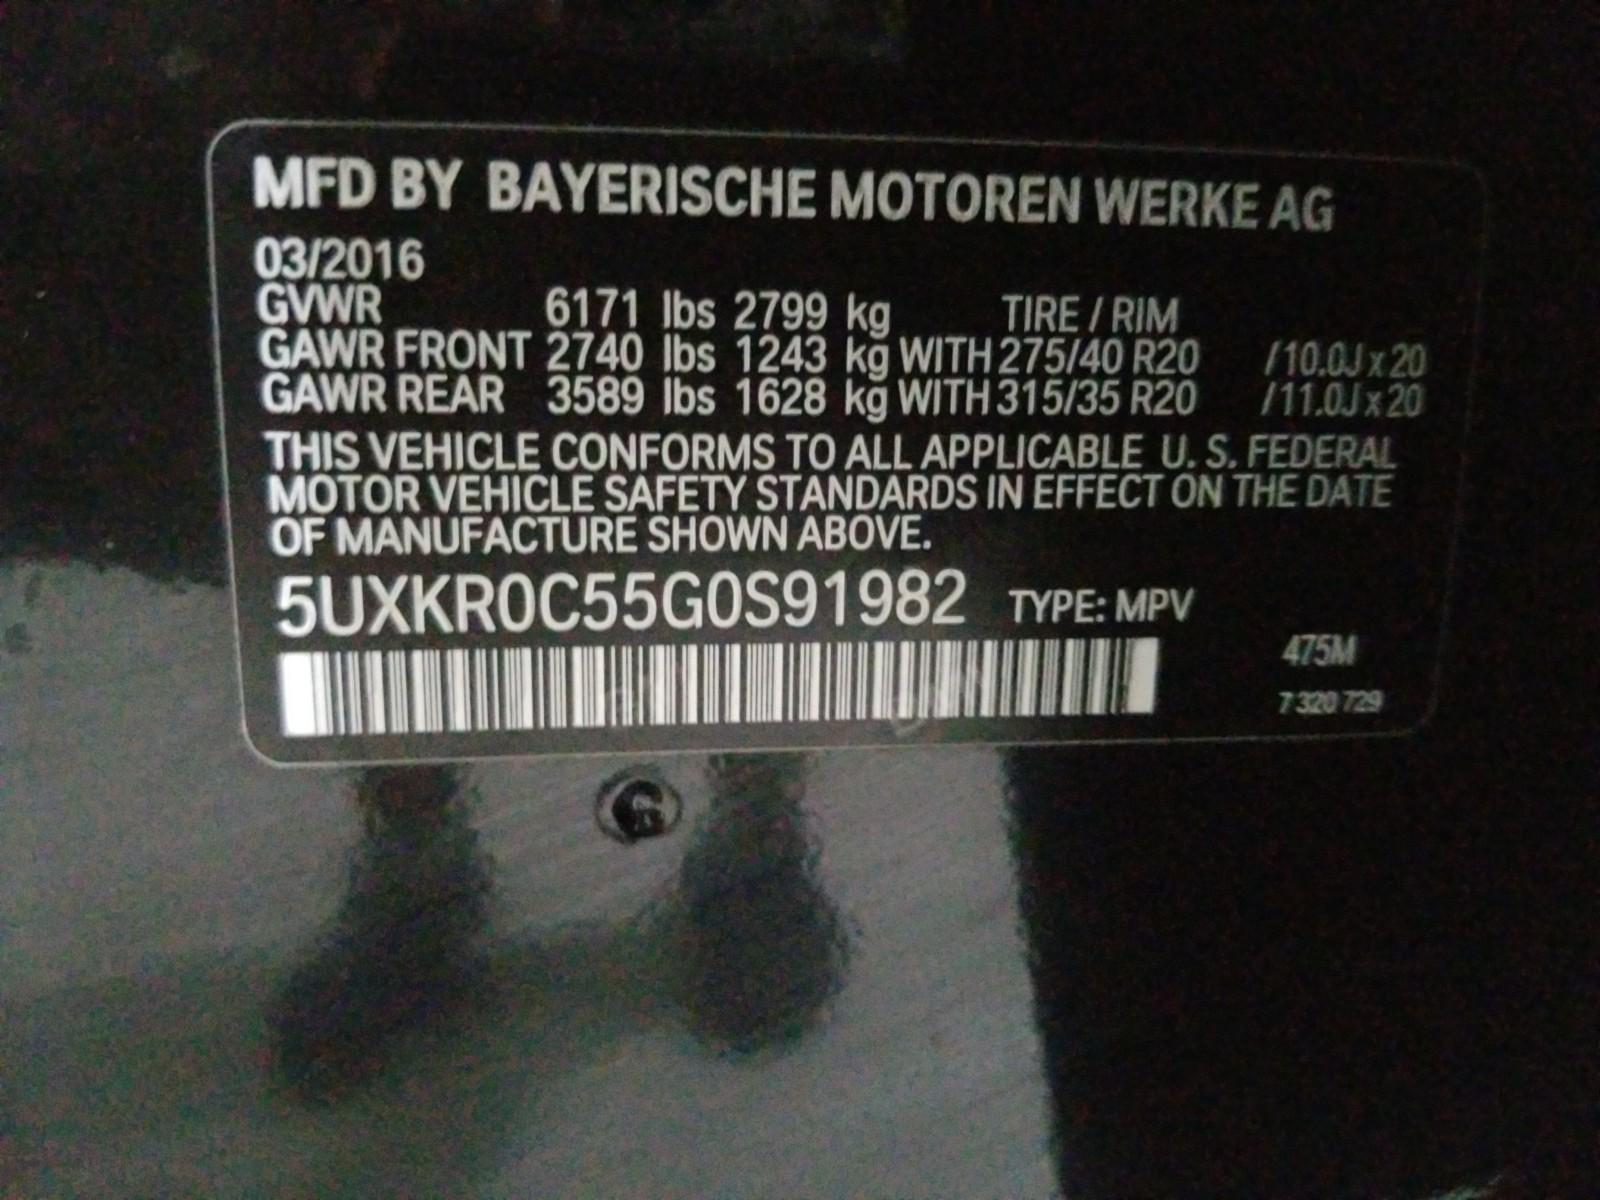 MFD BY BAYERISCHE MOTOREN WERKE AG
03/2016
GVWR 6171 lbs 2799 kg TIRE / RIM
GAWR FRONT 2740 lbs 1243 kg WITH 275/40 R20 /10.0J x 20
GAWR REAR 3589 lbs 1628 kg WITH 315/35 R20 /11.0J x 20
THIS VEHICLE CONFORMS TO ALL APPLICABLE U. S. FEDERAL
MOTOR VEHICLE SAFETY STANDARDS IN EFFECT ON THE DATE
OF MANUFACTURE SHOWN ABOVE.
5UXKR0C55G0S91982 TYPE: MPV
475M
7 320 729